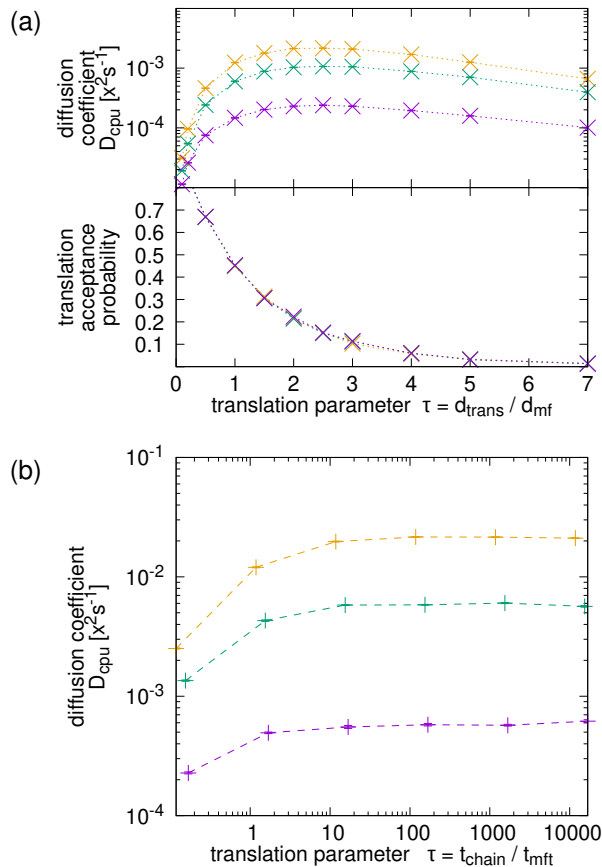 (a)
diffusion
coefficient
D_cpu [x²s⁻¹]
10⁻³
10⁻⁴
translation
acceptance
probability
0.7
0.6
0.5
0.4
0.3
0.2
0.1
0 1 2 3 4 5 6 7
translation parameter τ = d_trans / d_mf
(b)
diffusion coefficient
D_cpu [x²s⁻¹]
10⁻¹
10⁻²
10⁻³
10⁻⁴
1 10 100 1000 10000
translation parameter τ = t_chain / t_mft